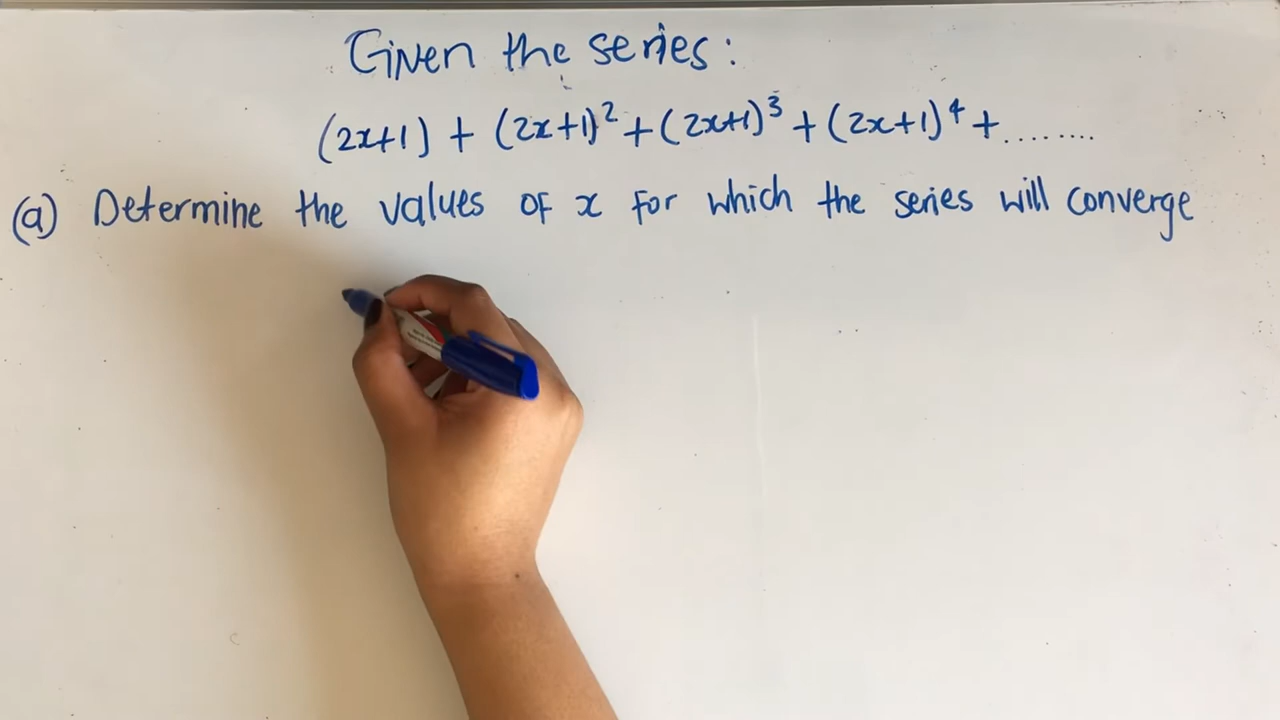 Given the series:
(2x+1) + (2x+1)² + (2x+1)³ + (2x+1)⁴ + ........
(a) Determine the values of x for which the series will converge